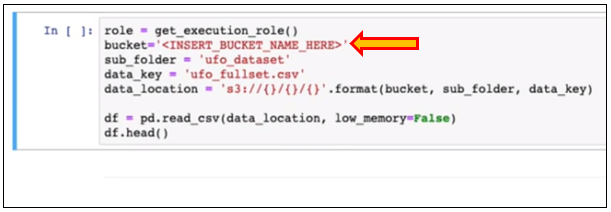 In [ ]: role = get_execution_role()
bucket='<INSERT_BUCKET_NAME_HERE>'
sub_folder = 'ufo_dataset'
data_key = 'ufo_fullset.csv'
data_location = 's3://{}/{}/{}'.format(bucket, sub_folder, data_key)
df = pd.read_csv(data_location, low_memory=False)
df.head()